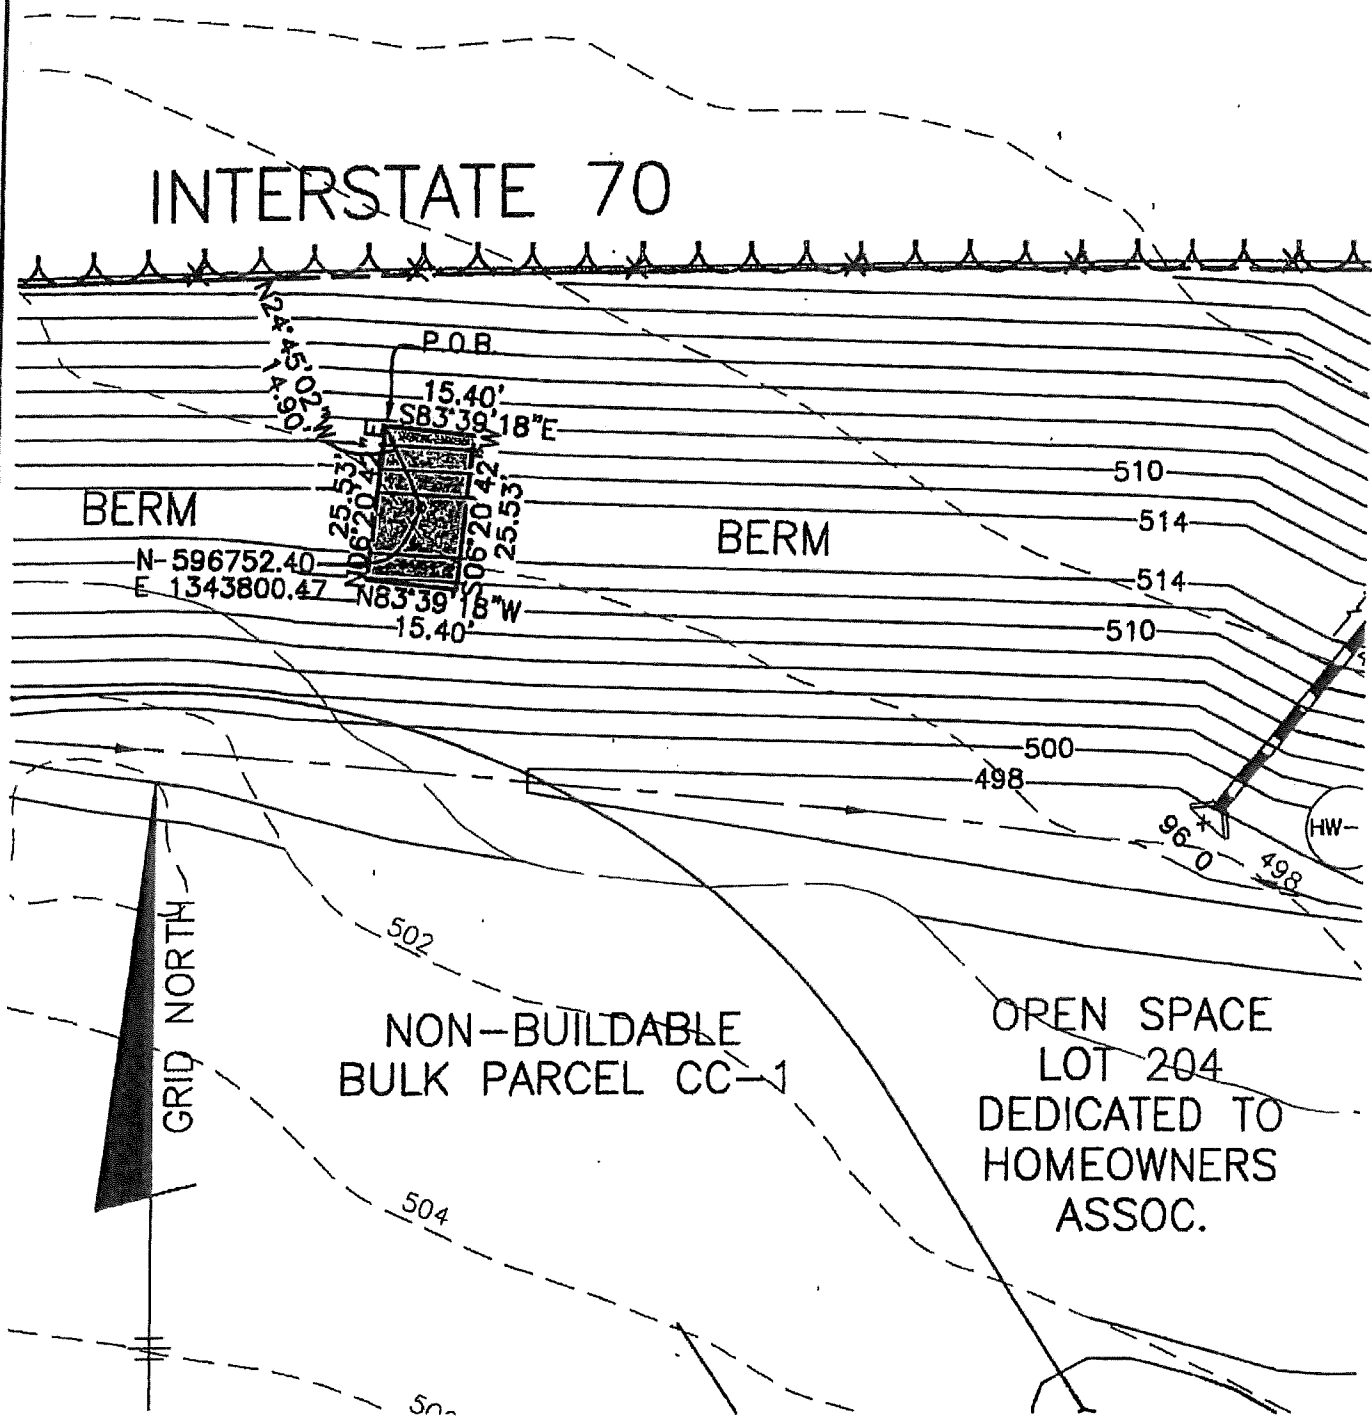 INTERSTATE 70
N24°45'02"W
14.90'
P.O.B.
15.40'
S83°39'18"E
N06°20'42"E
25.53'
S06°20'42"W
25.53'
510
514
BERM
BERM
N-596752.40
E 1343800.47
N83°39'18"W
15.40'
514
510
500
498
96.0
HW-
498
502
GRID NORTH
NON-BUILDABLE
BULK PARCEL CC-1
OPEN SPACE
LOT 204
DEDICATED TO
HOMEOWNERS
ASSOC.
504